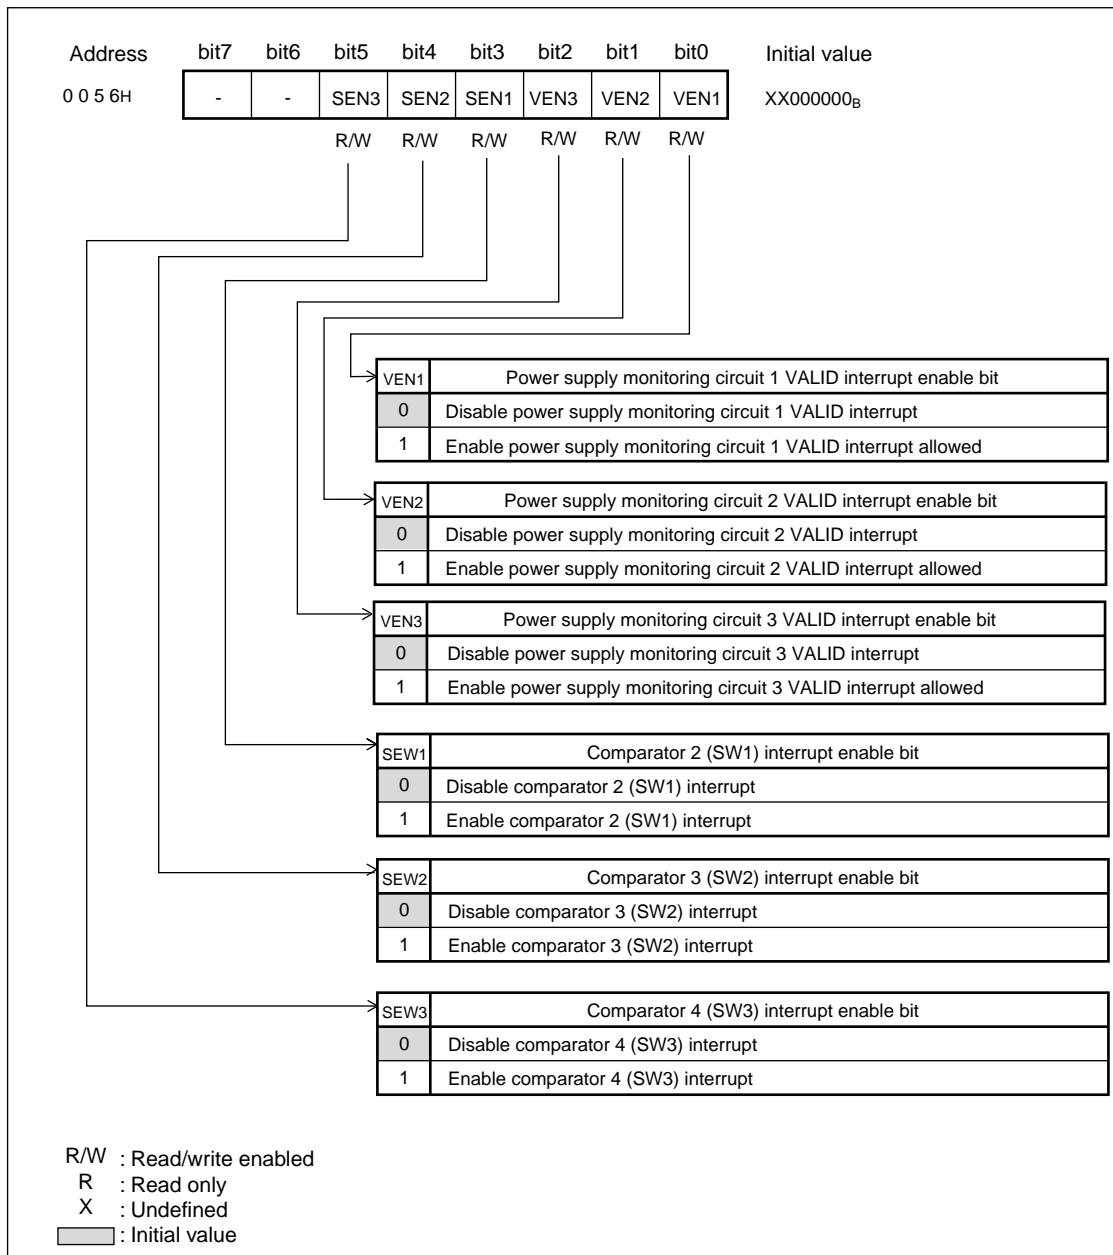 Address bit7 bit6 bit5 bit4 bit3 bit2 bit1 bit0 Initial value
0 0 5 6H - - SEN3 SEN2 SEN1 VEN3 VEN2 VEN1 XX000000B
R/W R/W R/W R/W R/W R/W
VEN1 Power supply monitoring circuit 1 VALID interrupt enable bit
0 Disable power supply monitoring circuit 1 VALID interrupt
1 Enable power supply monitoring circuit 1 VALID interrupt allowed
VEN2 Power supply monitoring circuit 2 VALID interrupt enable bit
0 Disable power supply monitoring circuit 2 VALID interrupt
1 Enable power supply monitoring circuit 2 VALID interrupt allowed
VEN3 Power supply monitoring circuit 3 VALID interrupt enable bit
0 Disable power supply monitoring circuit 3 VALID interrupt
1 Enable power supply monitoring circuit 3 VALID interrupt allowed
SEW1 Comparator 2 (SW1) interrupt enable bit
0 Disable comparator 2 (SW1) interrupt
1 Enable comparator 2 (SW1) interrupt
SEW2 Comparator 3 (SW2) interrupt enable bit
0 Disable comparator 3 (SW2) interrupt
1 Enable comparator 3 (SW2) interrupt
SEW3 Comparator 4 (SW3) interrupt enable bit
0 Disable comparator 4 (SW3) interrupt
1 Enable comparator 4 (SW3) interrupt
R/W : Read/write enabled
R : Read only
X : Undefined
: Initial value